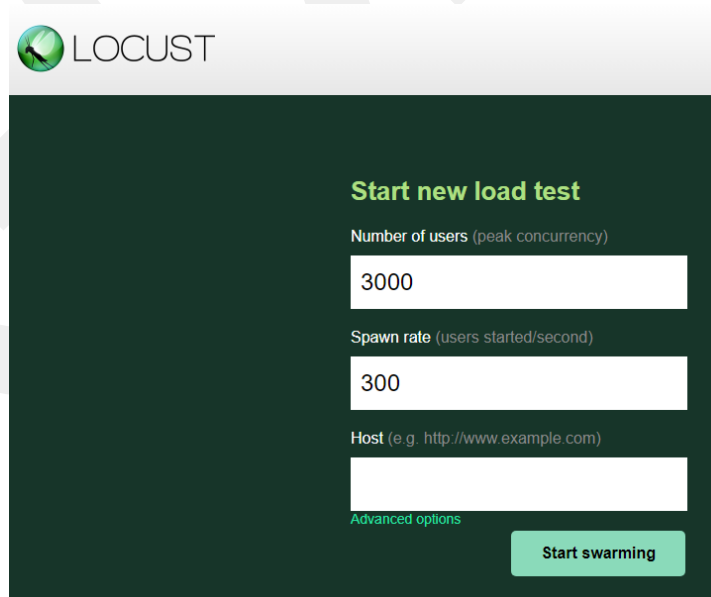 LOCUST
Start new load test
Number of users (peak concurrency)
3000
Spawn rate (users started/second)
300
Host (e.g. http://www.example.com)
Advanced options
Start swarming